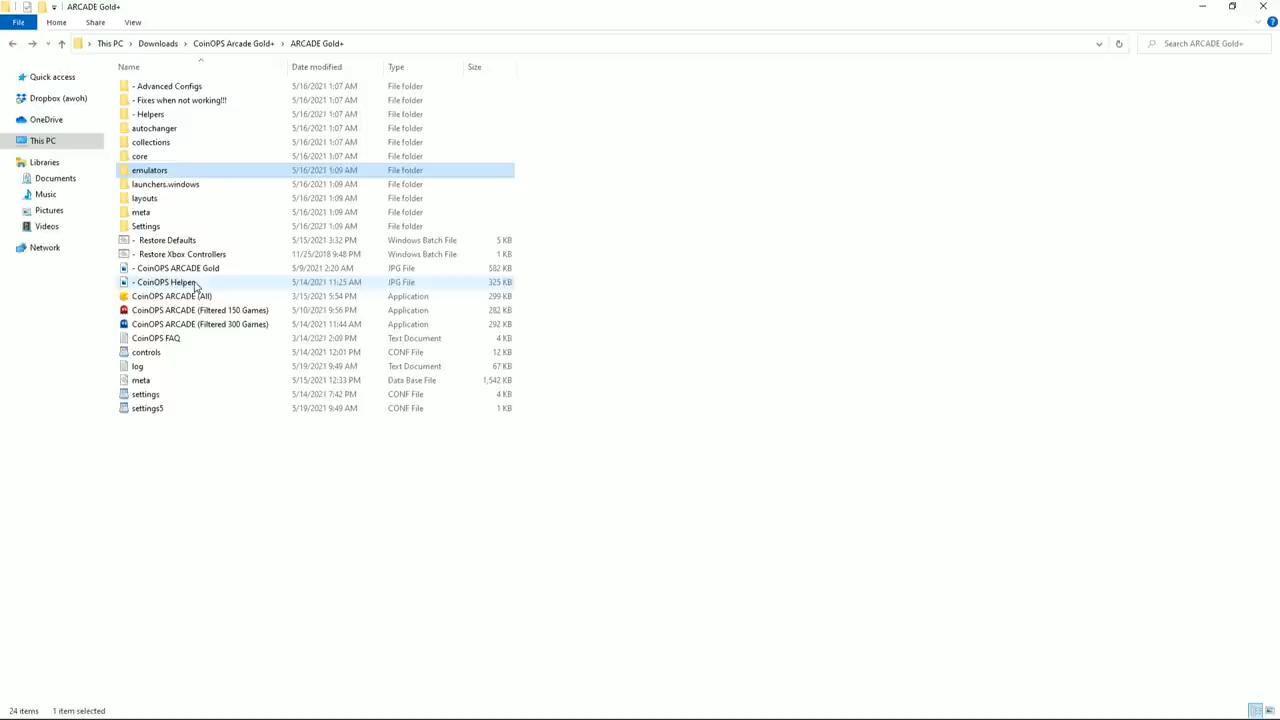 ARCADE Gold+
File Home Share View
This PC Downloads CoinOPS Arcade Gold+ ARCADE Gold+ Search ARCADE Gold+
Name Date modified Type Size
Quick access
Dropbox (awoh)
OneDrive
This PC
Libraries
Documents
Music
Pictures
Videos
Network
- Advanced Configs 5/16/2021 1:07 AM File folder
- Fixes when not working!!! 5/16/2021 1:07 AM File folder
- Helpers 5/16/2021 1:07 AM File folder
autochanger 5/16/2021 1:07 AM File folder
collections 5/16/2021 1:07 AM File folder
core 5/16/2021 1:07 AM File folder
emulators 5/16/2021 1:09 AM File folder
launchers.windows 5/16/2021 1:09 AM File folder
layouts 5/16/2021 1:09 AM File folder
meta 5/16/2021 1:09 AM File folder
Settings 5/16/2021 1:09 AM File folder
- Restore Defaults 5/15/2021 3:32 PM Windows Batch File 5 KB
- Restore Xbox Controllers 11/25/2018 9:48 PM Windows Batch File 1 KB
- CoinOPS ARCADE Gold 5/9/2021 2:20 AM JPG File 582 KB
- CoinOPS Helper 5/14/2021 11:25 AM JPG File 325 KB
CoinOPS ARCADE (All) 3/15/2021 5:54 PM Application 299 KB
CoinOPS ARCADE (Filtered 150 Games) 5/10/2021 9:56 PM Application 282 KB
CoinOPS ARCADE (Filtered 300 Games) 5/14/2021 11:44 AM Application 292 KB
CoinOPS FAQ 3/14/2021 2:09 PM Text Document 4 KB
controls 5/14/2021 12:01 PM CONF File 12 KB
log 5/19/2021 9:49 AM Text Document 67 KB
meta 5/15/2021 12:33 PM Data Base File 1,542 KB
settings 5/14/2021 7:42 PM CONF File 4 KB
settings5 5/19/2021 9:49 AM CONF File 1 KB
24 items 1 item selected